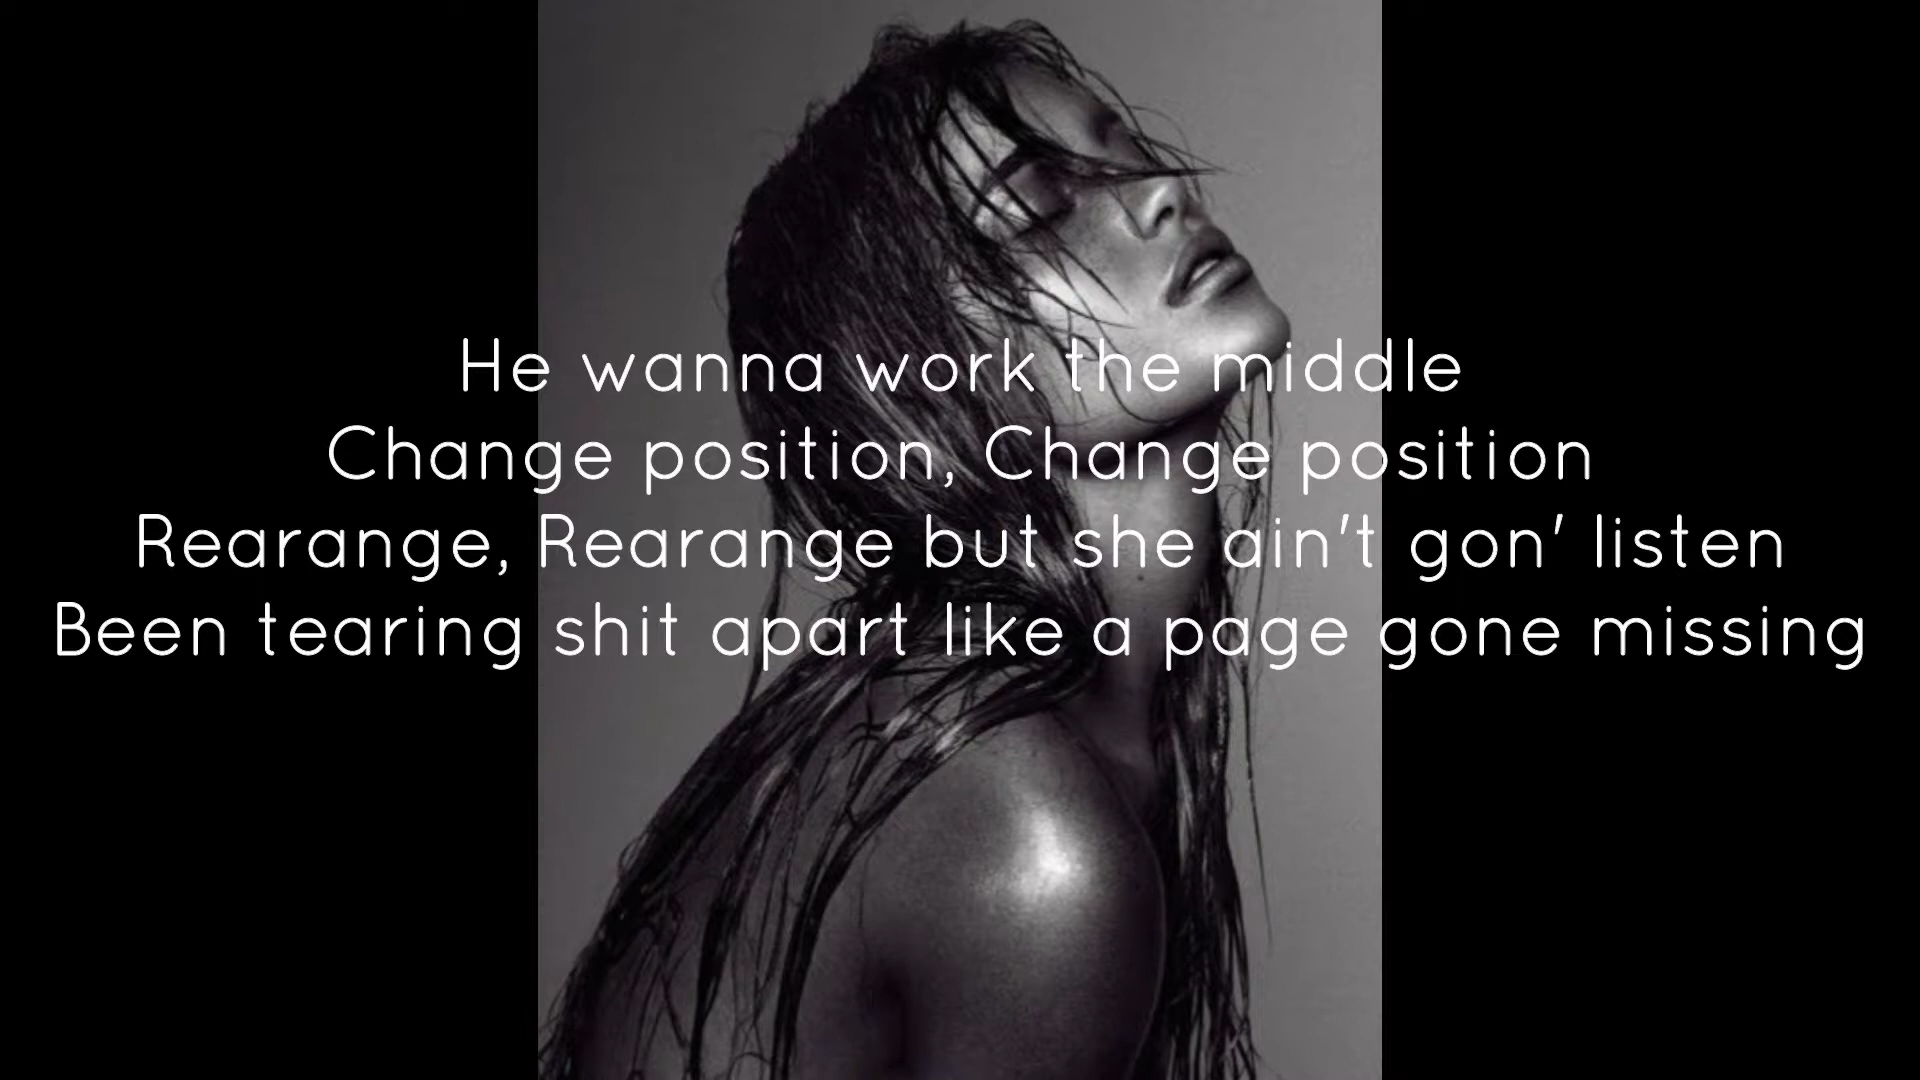 He wanna work the middle
Change position, Change position
Rearange, Rearange but she ain't gon' listen
Been tearing shit apart like a page gone missing